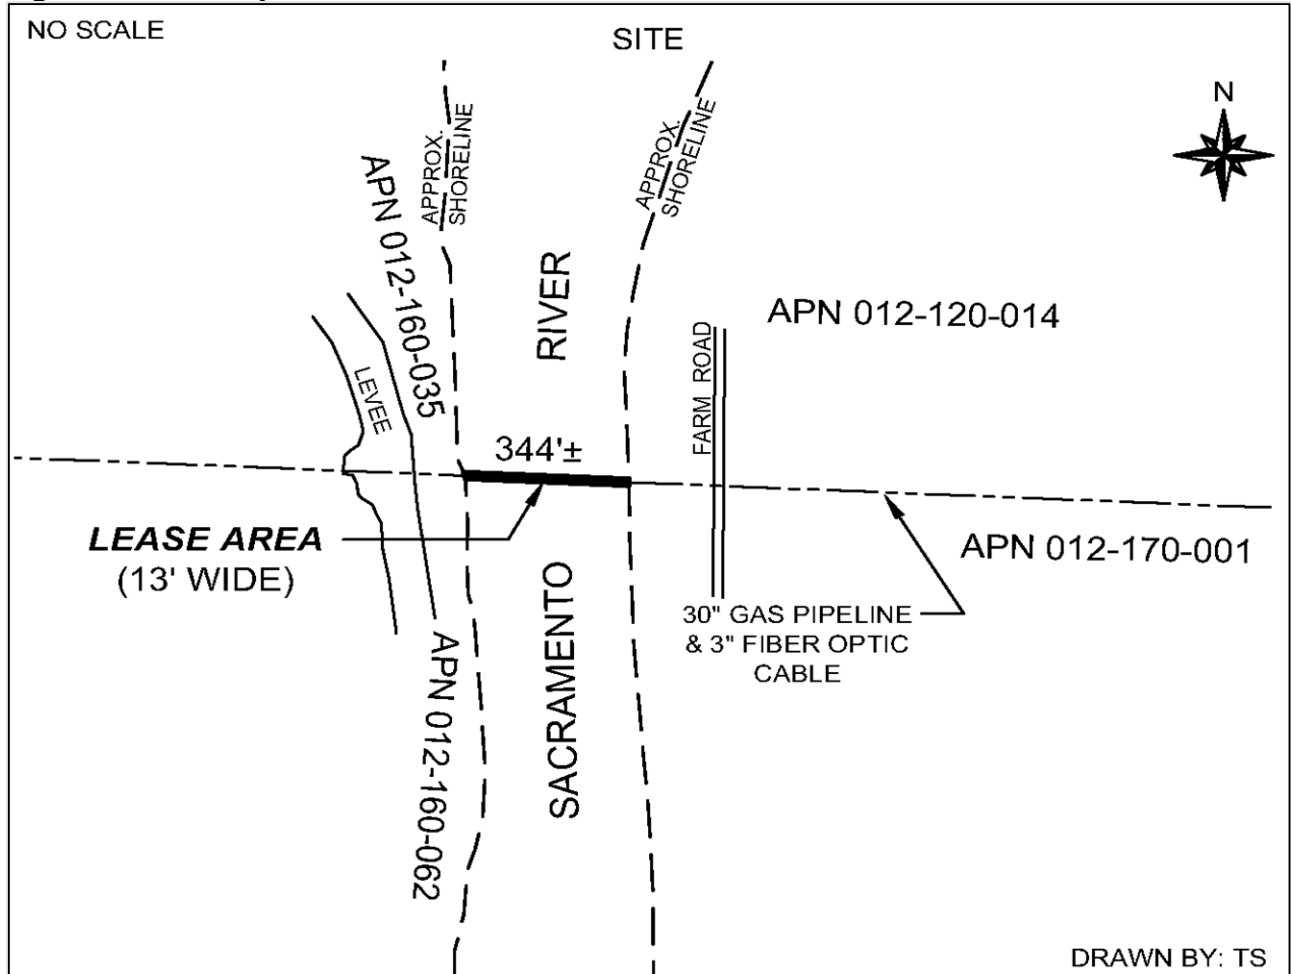 NO SCALE
SITE
N
APPROX.
SHORELINE
APPROX.
SHORELINE
APN 012-160-035
RIVER
APN 012-120-014
FARM ROAD
LEVEE
344'±
LEASE AREA
(13' WIDE)
APN 012-170-001
SACRAMENTO
30" GAS PIPELINE
& 3" FIBER OPTIC
CABLE
APN 012-160-062
DRAWN BY: TS